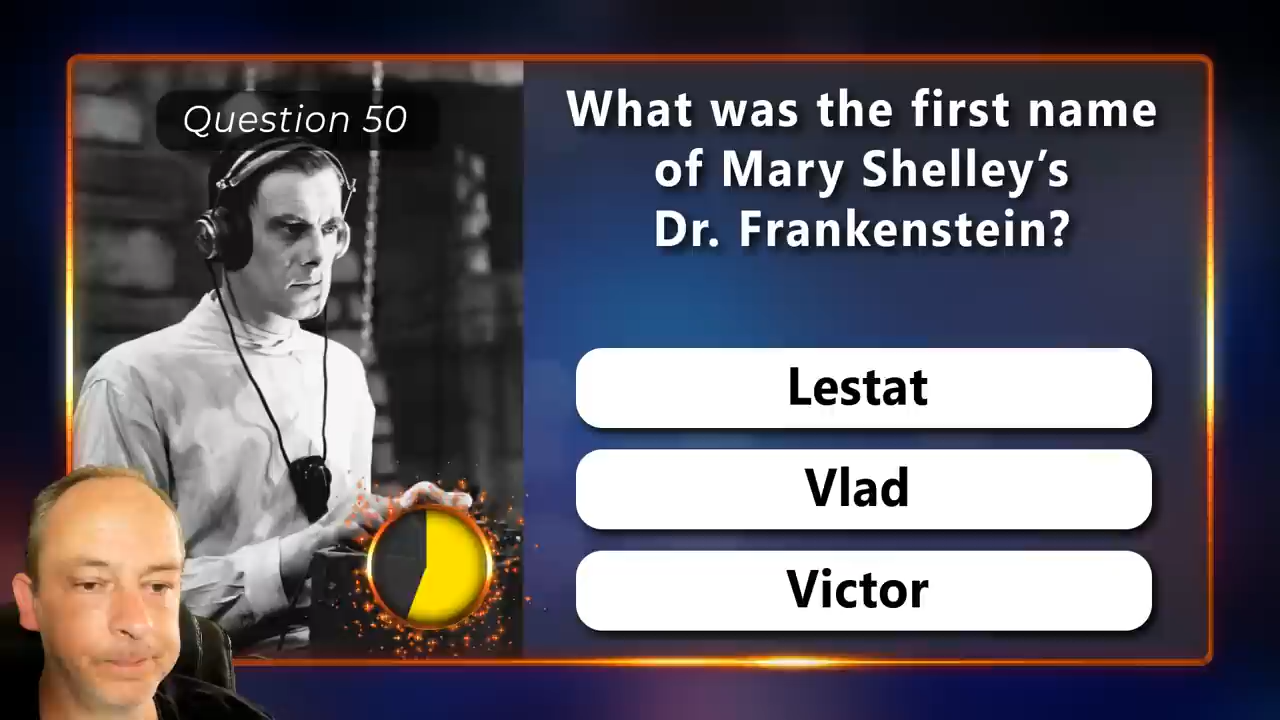 Question 50
What was the first name
of Mary Shelley’s
Dr. Frankenstein?
Lestat
Vlad
Victor